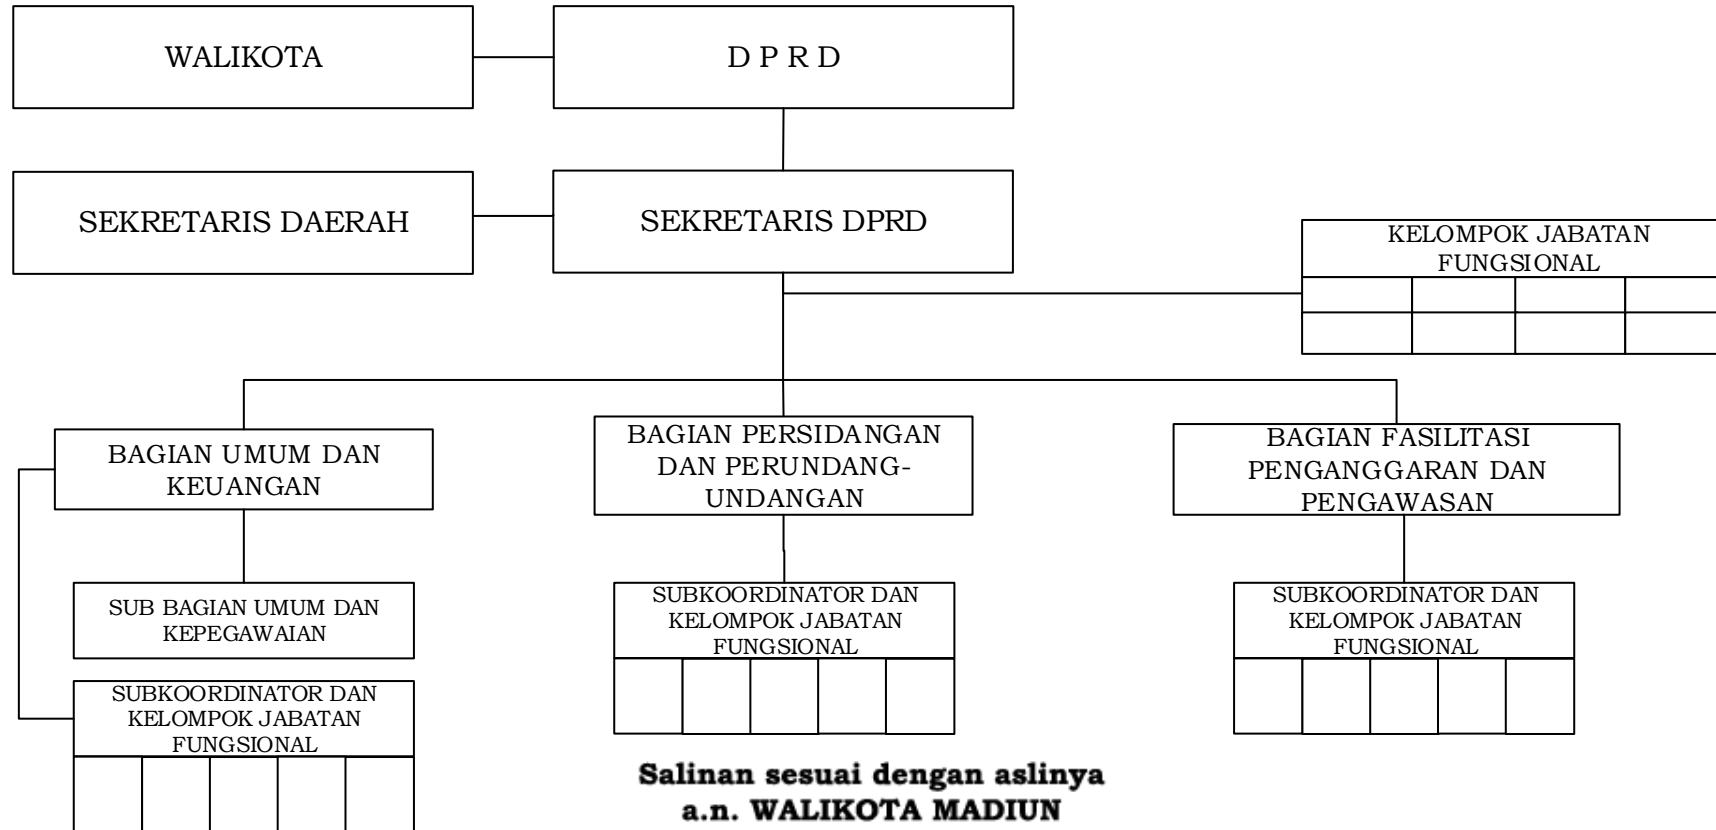 WALIKOTA
D P R D
SEKRETARIS DAERAH
SEKRETARIS DPRD
KELOMPOK JABATAN
FUNGSIONAL
BAGIAN UMUM DAN
KEUANGAN
BAGIAN PERSIDANGAN
DAN PERUNDANG-
UNDANGAN
BAGIAN FASILITASI
PENGANGGARAN DAN
PENGAWASAN
SUB BAGIAN UMUM DAN
KEPEGAWAIAN
SUBKOORDINATOR DAN
KELOMPOK JABATAN
FUNGSIONAL
SUBKOORDINATOR DAN
KELOMPOK JABATAN
FUNGSIONAL
SUBKOORDINATOR DAN
KELOMPOK JABATAN
FUNGSIONAL
Salinan sesuai dengan aslinya
a.n. WALIKOTA MADIUN